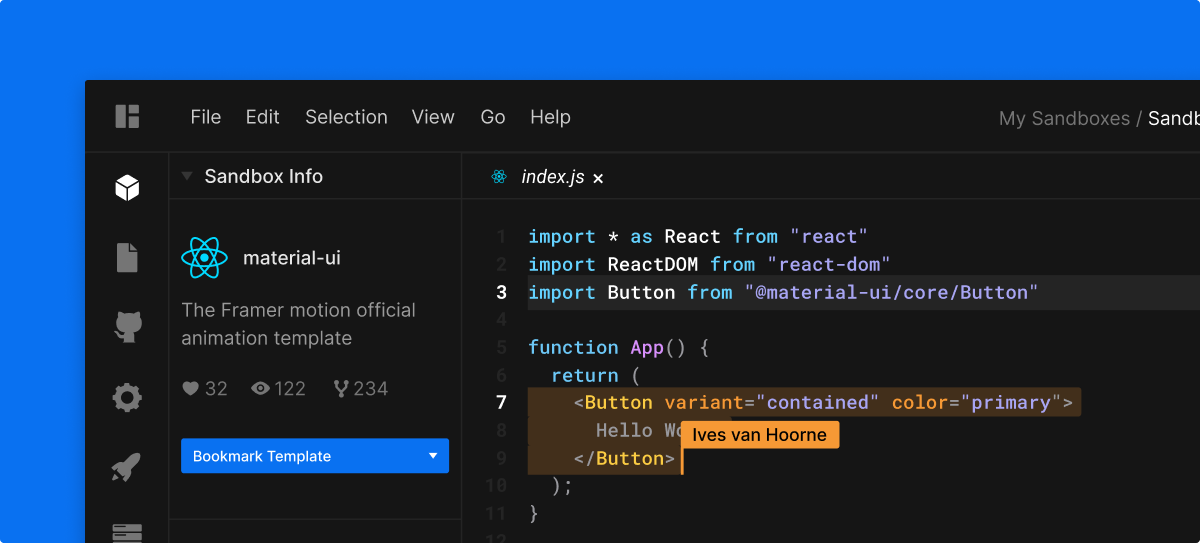 File Edit Selection View Go Help
My Sandboxes /
Sandbox Info
index.js ×
material-ui
The Framer motion official
animation template
32 122 234
Bookmark Template
1 import * as React from "react"
2 import ReactDOM from "react-dom"
3 import Button from "@material-ui/core/Button"
4
5 function App() {
6 return (
7 <Button variant="contained" color="primary">
8 Hello
Ives van Hoorne
9 </Button>
10 );
11 }
12